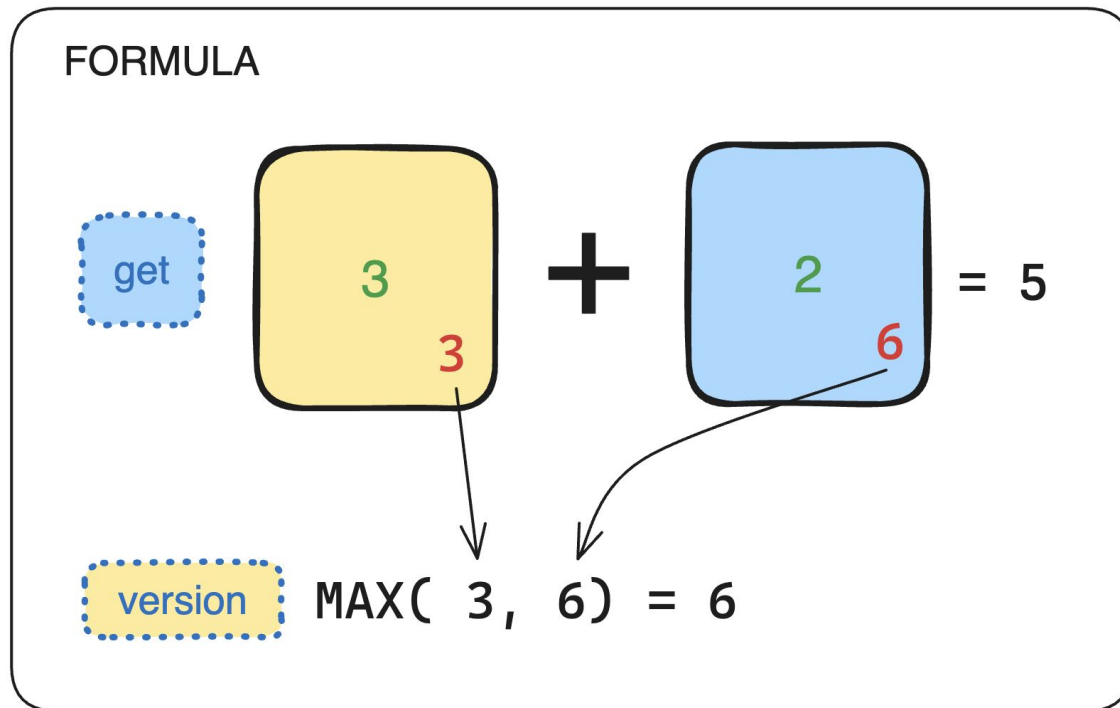 FORMULA
get 3 + 2 = 5
3 6
version MAX( 3, 6) = 6